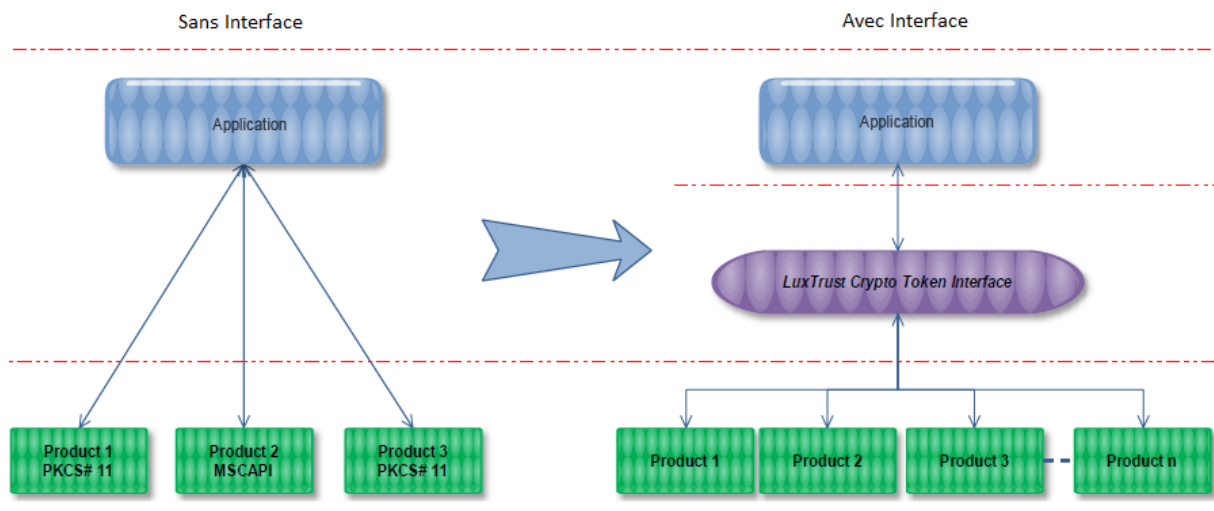 Sans Interface
Avec Interface
Application
Application
LuxTrust Crypto Token Interface
Product 1
PKCS# 11
Product 2
MSCAPI
Product 3
PKCS# 11
Product 1
Product 2
Product 3
Product n